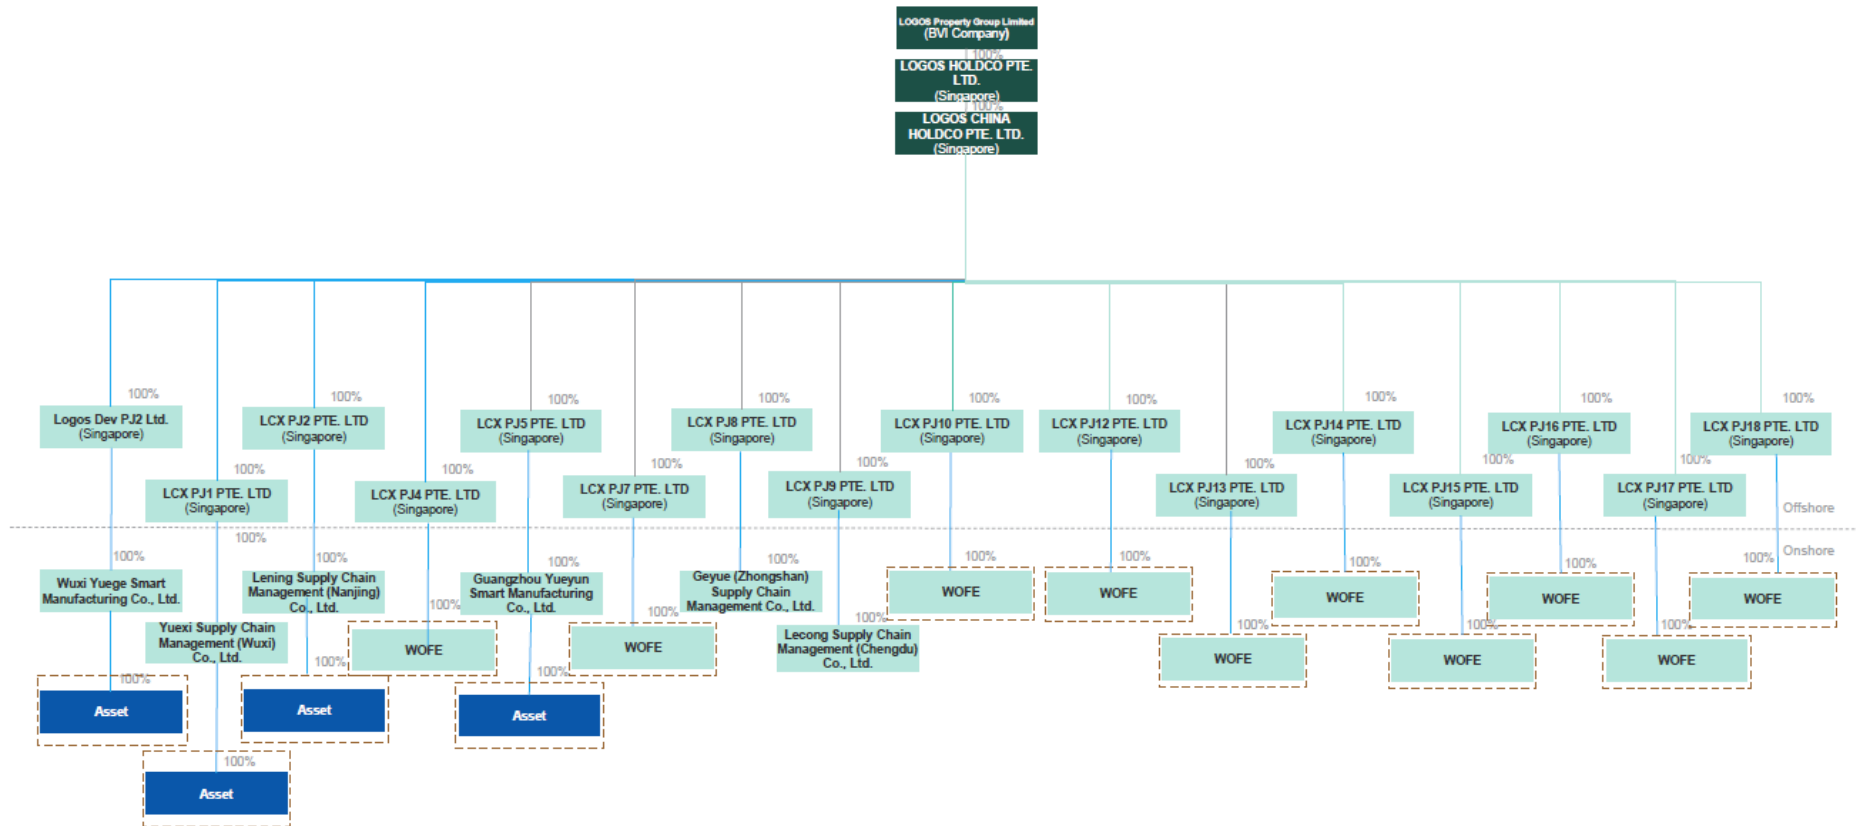 LOGOS Property Group Limited
(BVI Company)
100%
LOGOS HOLDCO PTE.
LTD.
(Singapore)
100%
LOGOS CHINA
HOLDCO PTE. LTD.
(Singapore)
100%
Logos Dev PJ2 Ltd.
(Singapore)
100%
LCX PJ1 PTE. LTD
(Singapore)
100%
LCX PJ2 PTE. LTD
(Singapore)
100%
LCX PJ4 PTE. LTD
(Singapore)
100%
LCX PJ5 PTE. LTD
(Singapore)
100%
LCX PJ7 PTE. LTD
(Singapore)
100%
LCX PJ8 PTE. LTD
(Singapore)
100%
LCX PJ9 PTE. LTD
(Singapore)
100%
LCX PJ10 PTE. LTD
(Singapore)
100%
LCX PJ12 PTE. LTD
(Singapore)
100%
LCX PJ13 PTE. LTD
(Singapore)
100%
LCX PJ14 PTE. LTD
(Singapore)
100%
LCX PJ15 PTE. LTD
(Singapore)
100%
LCX PJ16 PTE. LTD
(Singapore)
100%
LCX PJ17 PTE. LTD
(Singapore)
100%
LCX PJ18 PTE. LTD
(Singapore)
Offshore
Onshore
100%
Wuxi Yuege Smart
Manufacturing Co., Ltd.
100%
Yuexi Supply Chain
Management (Wuxi)
Co., Ltd.
100%
Lening Supply Chain
Management (Nanjing)
Co., Ltd.
100%
WOFE
100%
Guangzhou Yueyun
Smart Manufacturing
Co., Ltd.
100%
WOFE
100%
Geyue (Zhongshan)
Supply Chain
Management Co., Ltd.
100%
Lecong Supply Chain
Management (Chengdu)
Co., Ltd.
100%
WOFE
100%
WOFE
100%
WOFE
100%
WOFE
100%
WOFE
100%
WOFE
100%
WOFE
100%
WOFE
100%
Asset
100%
Asset
100%
Asset
100%
Asset